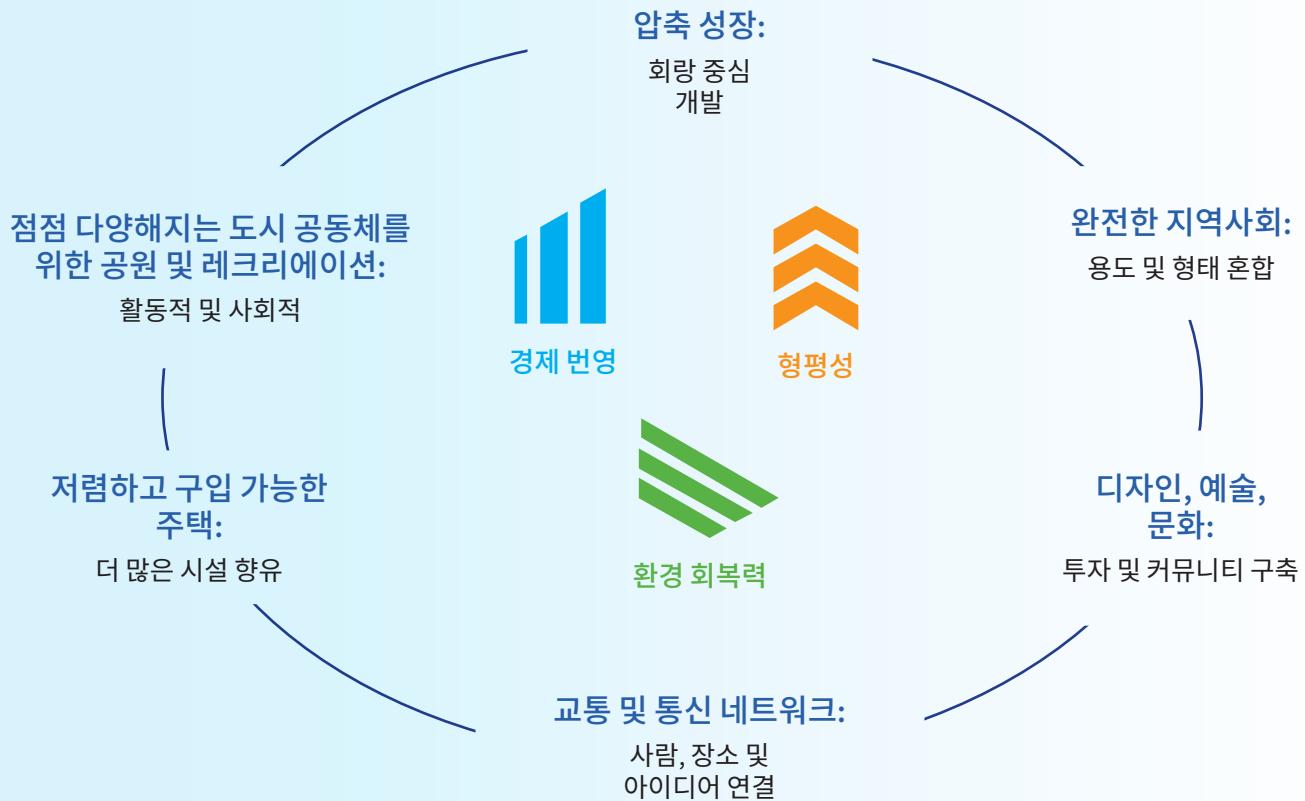 압축 성장:
회랑 중심
개발
점점 다양해지는 도시 공동체를
위한 공원 및 레크리에이션:
활동적 및 사회적
완전한 지역사회:
용도 및 형태 혼합
경제 번영
형평성
저렴하고 구입 가능한
주택:
더 많은 시설 향유
디자인, 예술,
문화:
투자 및 커뮤니티 구축
환경 회복력
교통 및 통신 네트워크:
사람, 장소 및
아이디어 연결